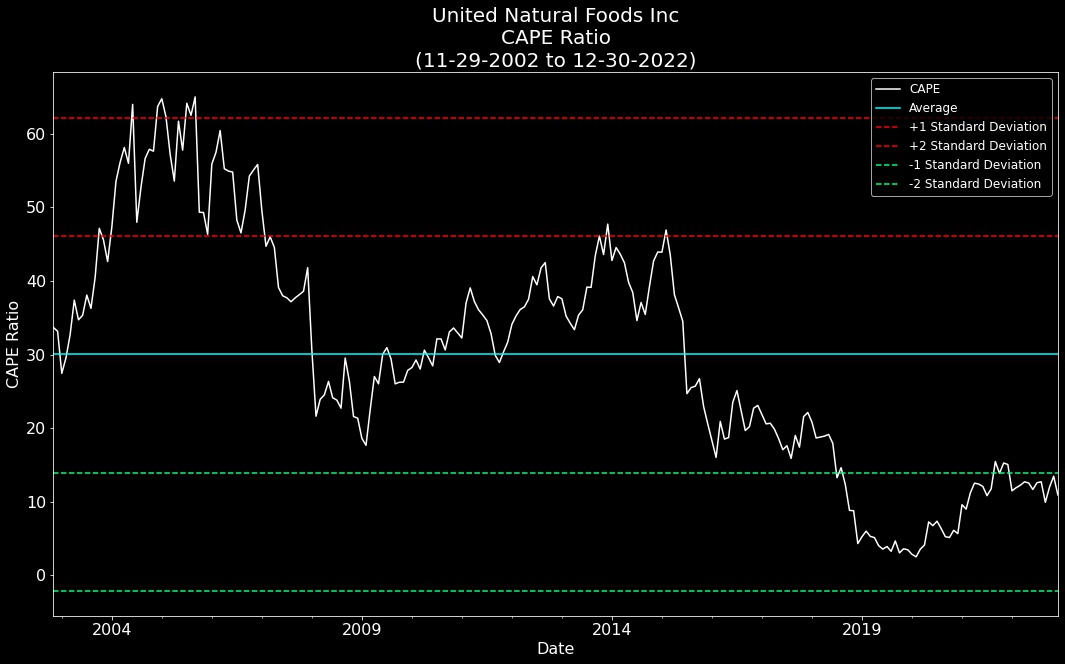 United Natural Foods Inc
CAPE Ratio
(11-29-2002 to 12-30-2022)
CAPE
Average
+1 Standard Deviation
+2 Standard Deviation
-1 Standard Deviation
-2 Standard Deviation
CAPE Ratio
60
50
40
30
20
10
0
2004 2009 2014 2019
Date